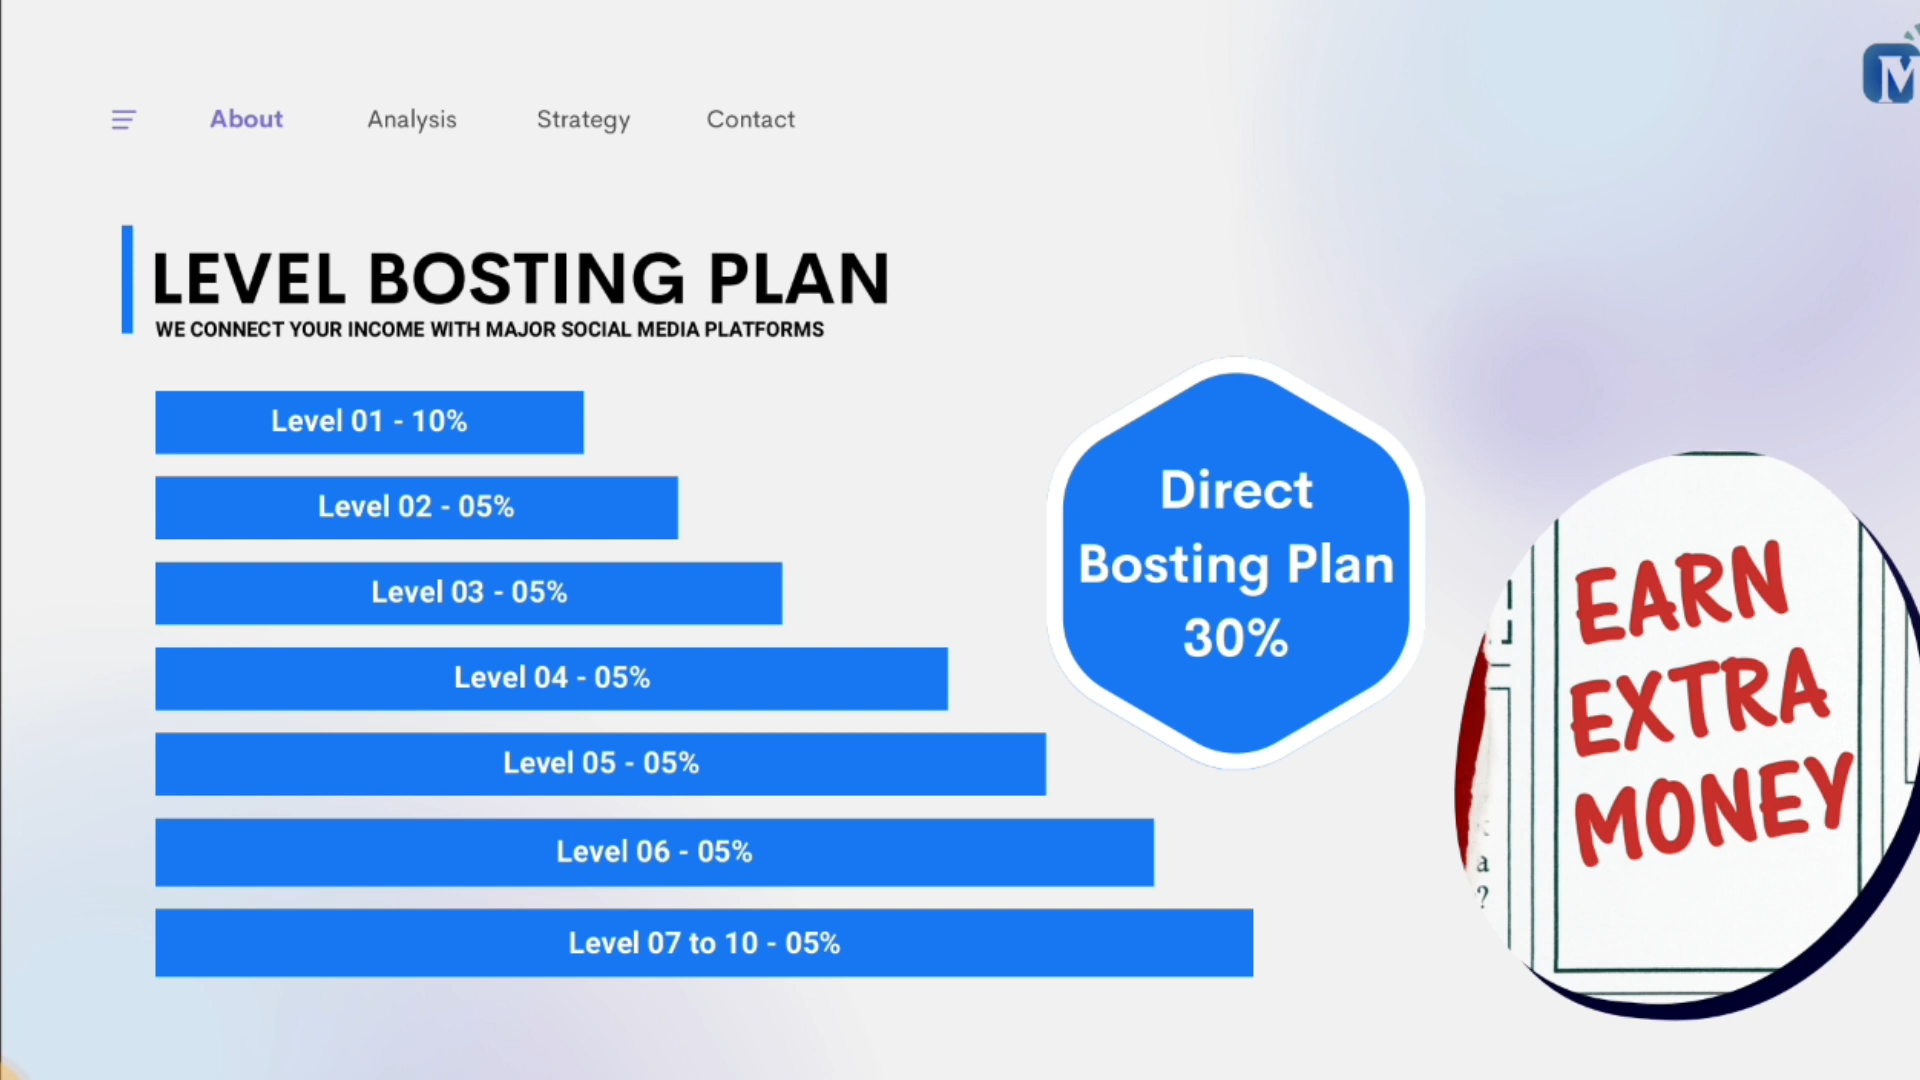 M
About Analysis Strategy Contact
LEVEL BOSTING PLAN
WE CONNECT YOUR INCOME WITH MAJOR SOCIAL MEDIA PLATFORMS
Level 01 - 10%
Level 02 - 05%
Level 03 - 05%
Level 04 - 05%
Level 05 - 05%
Level 06 - 05%
Level 07 to 10 - 05%
Direct
Bosting Plan
30%
EARN
EXTRA
MONEY
a
?